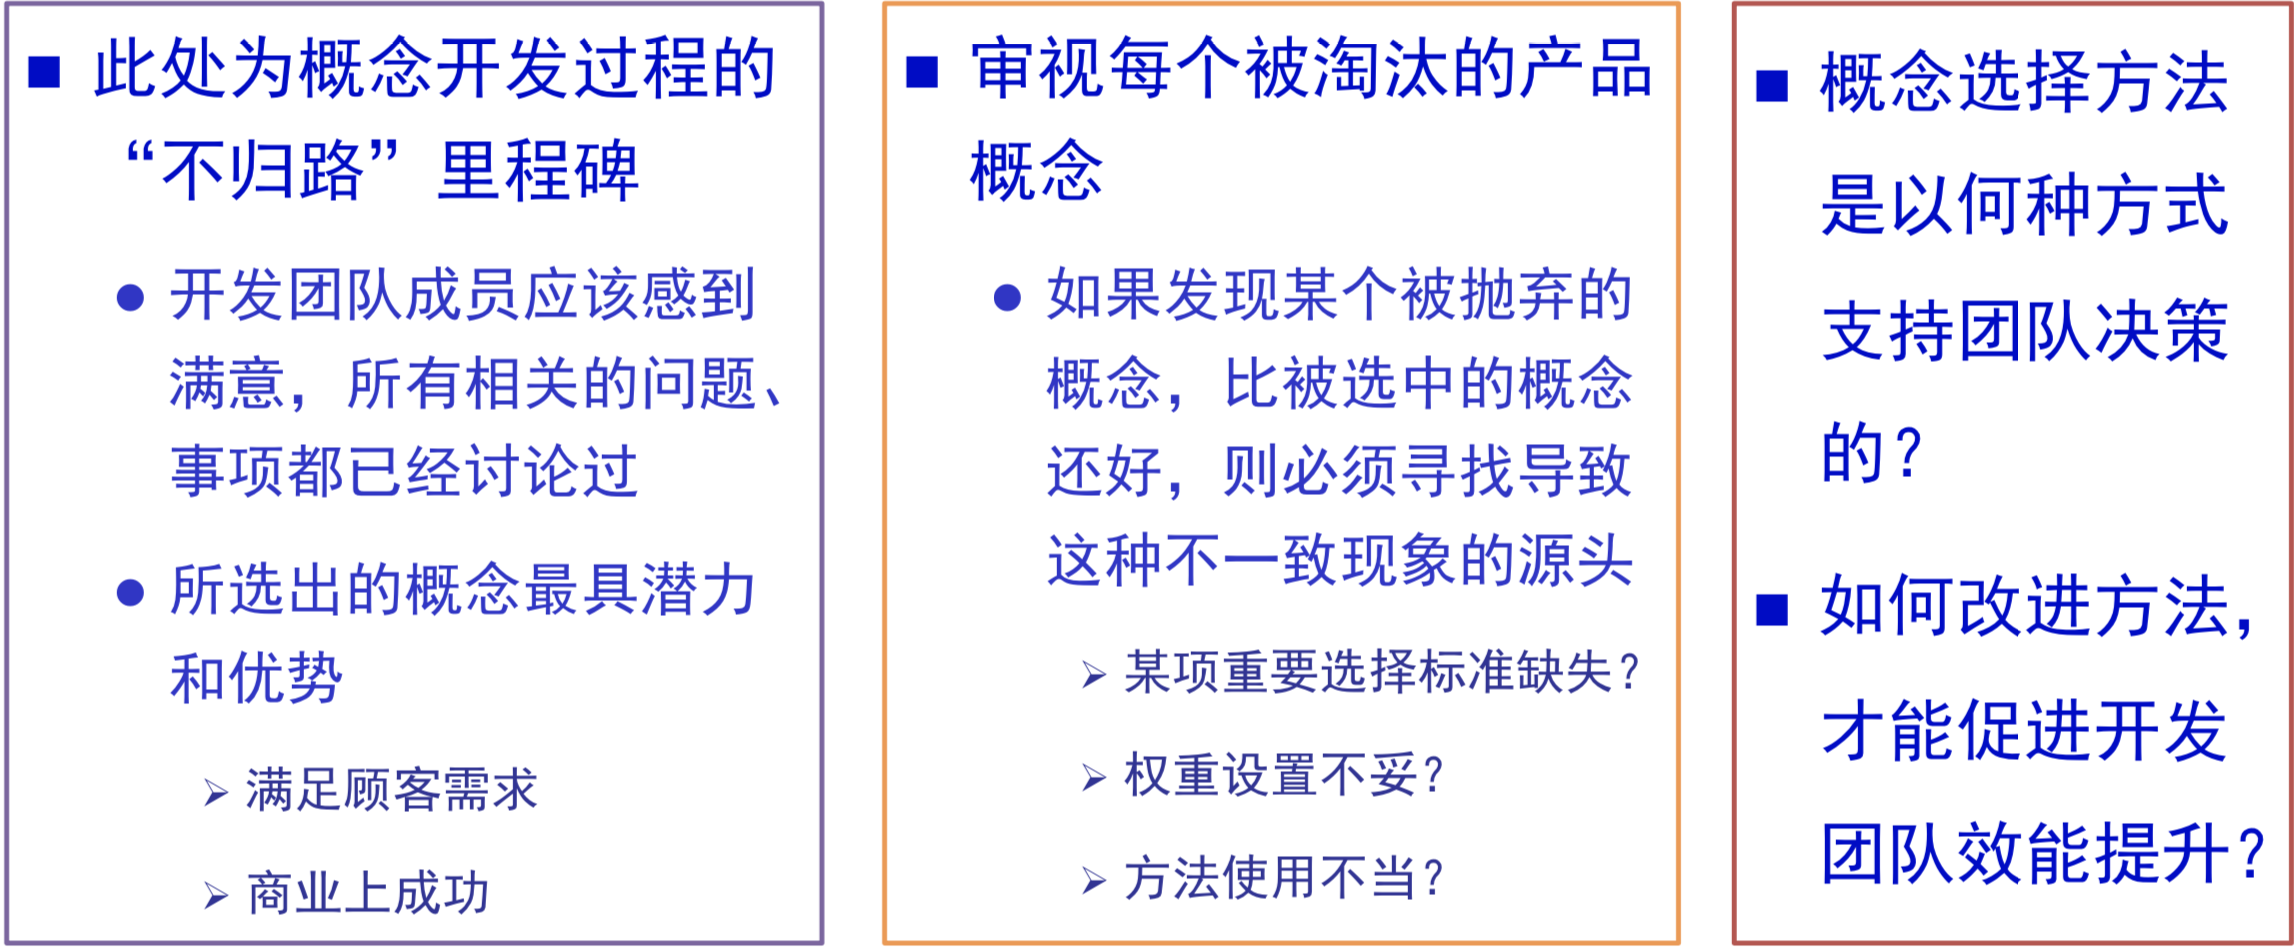 ■ 此处为概念开发过程的
“不归路”里程碑
● 开发团队成员应该感到
满意，所有相关的问题、
事项都已经讨论过
● 所选出的概念最具潜力
和优势
➢ 满足顾客需求
➢ 商业上成功
■ 审视每个被淘汰的产品
概念
● 如果发现某个被抛弃的
概念，比被选中的概念
还好，则必须寻找导致
这种不一致现象的源头
➢ 某项重要选择标准缺失？
➢ 权重设置不妥？
➢ 方法使用不当？
■ 概念选择方法
是以何种方式
支持团队决策
的？
■ 如何改进方法，
才能促进开发
团队效能提升？